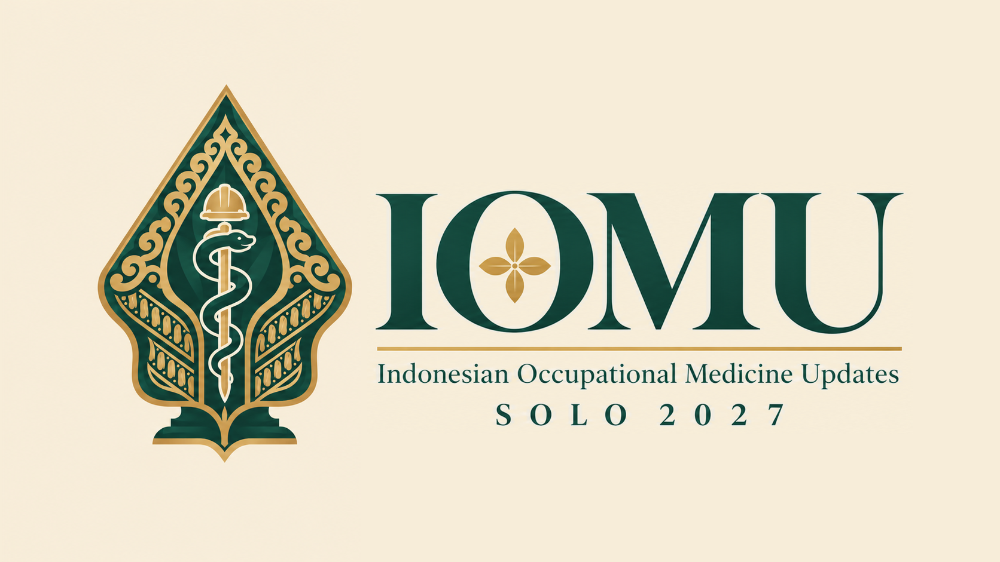 IOMU
Indonesian Occupational Medicine Updates
SOLO 2027